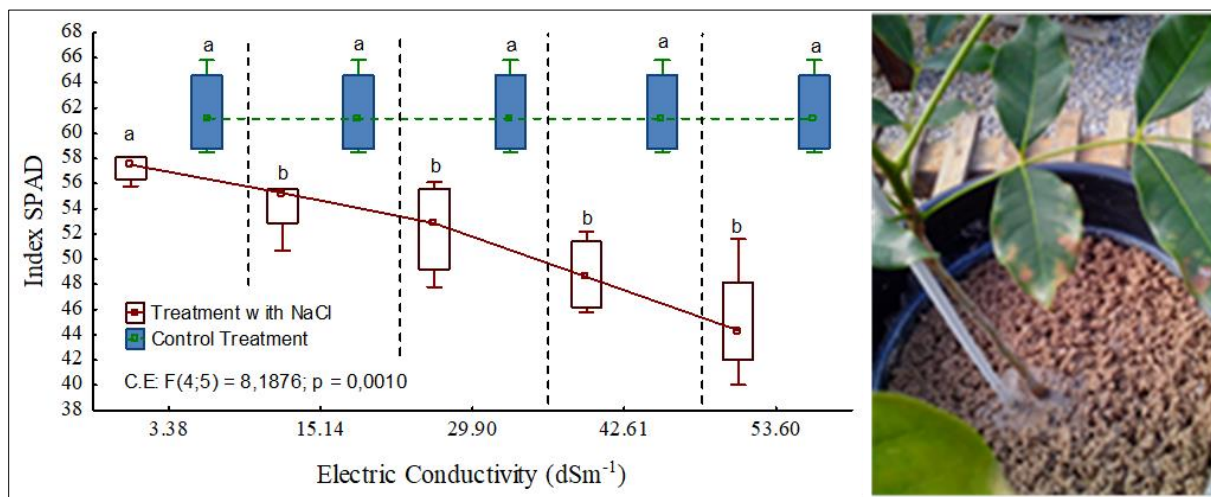 68
66
64
62
60
58
56
54
52
50
48
46
44
42
40
38
Index SPAD
a
a
a
a
a
a
b
b
b
b
Treatment with NaCl
Control Treatment
C.E: F(4;5) = 8,1876; p = 0,0010
3.38 15.14 29.90 42.61 53.60
Electric Conductivity (dSm⁻¹)